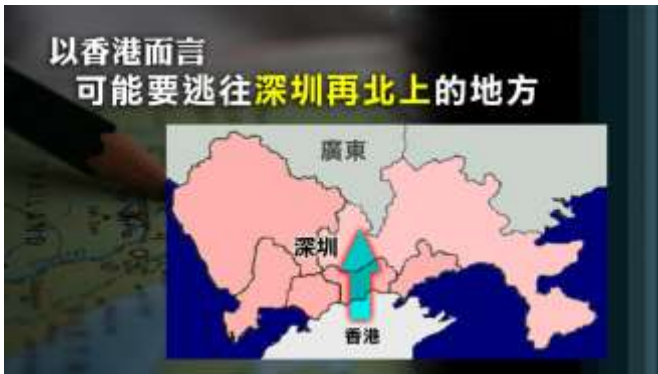 以香港而言
可能要逃往深圳再北上的地方
廣東
深圳
香港